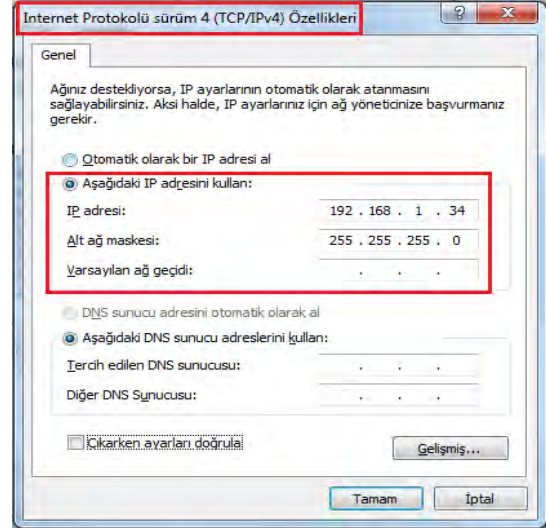 Internet Protokolü sürüm 4 (TCP/IPv4) Özellikleri
Genel
Ağınız destekliyorsa, IP ayarlarının otomatik olarak atanmasını
sağlayabilirsiniz. Aksi halde, IP ayarlarınız için ağ yöneticinize başvurmanız
gerekir.
Otomatik olarak bir IP adresi al
Aşağıdaki IP adresini kullan:
IP adresi: 192 . 168 . 1 . 34
Alt ağ maskesi: 255 . 255 . 255 . 0
Varsayılan ağ geçidi: . . .
DNS sunucu adresini otomatik olarak al
Aşağıdaki DNS sunucu adreslerini kullan:
Tercih edilen DNS sunucusu: . . .
Diğer DNS Sunucusu: . . .
Çıkarken ayarları doğrula
Gelişmiş...
Tamam İptal